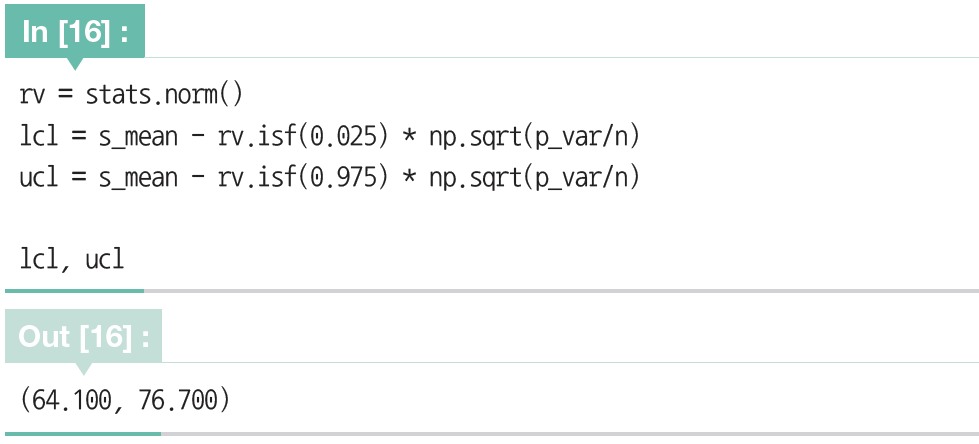 In [16] :
rv = stats.norm()
lcl = s_mean - rv.isf(0.025) * np.sqrt(p_var/n)
ucl = s_mean - rv.isf(0.975) * np.sqrt(p_var/n)
lcl, ucl
Out [16] :
(64.100, 76.700)